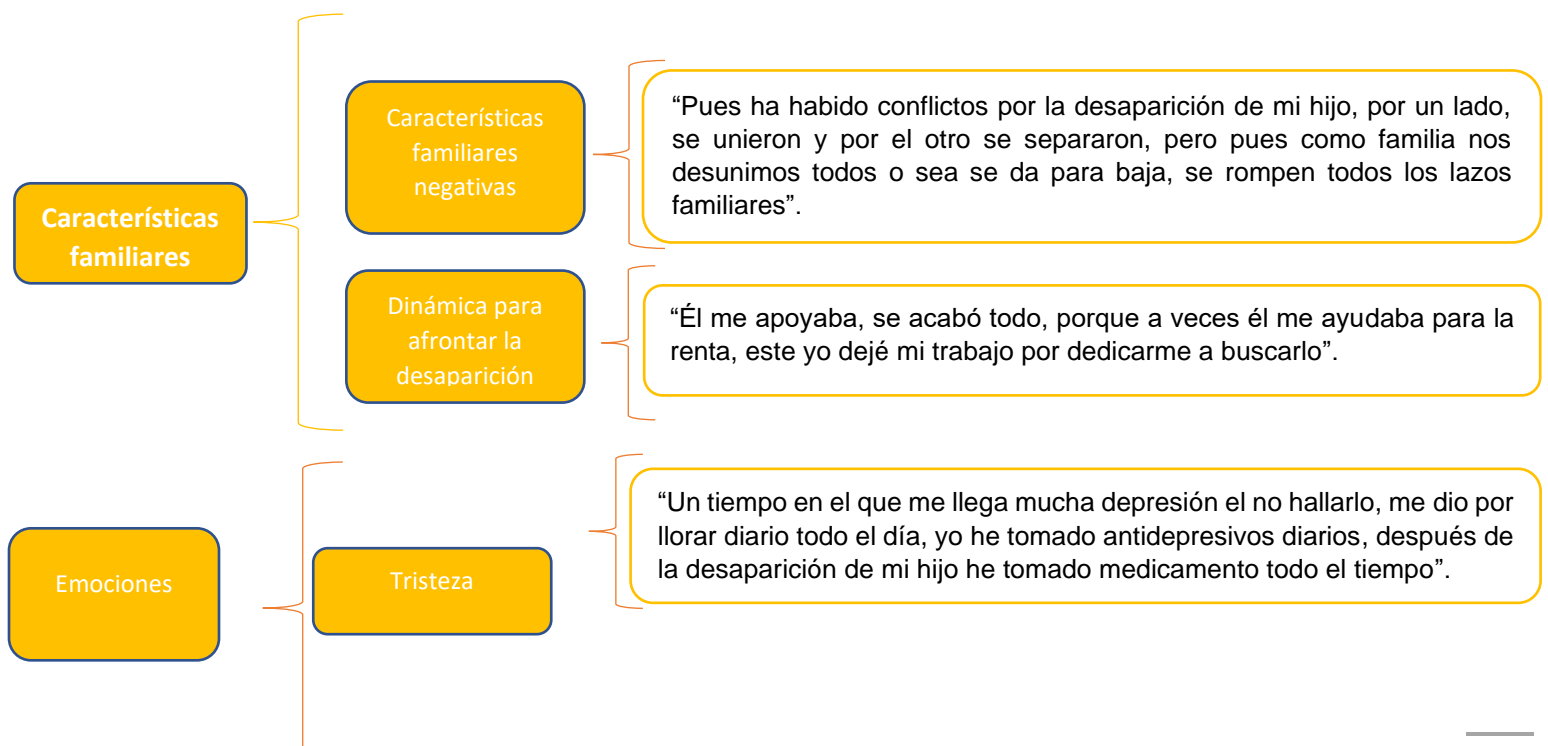 Características
familiares
Características
familiares
negativas
“Pues ha habido conflictos por la desaparición de mi hijo, por un lado,
se unieron y por el otro se separaron, pero pues como familia nos
desunimos todos o sea se da para baja, se rompen todos los lazos
familiares”.
Dinámica para
afrontar la
desaparición
“Él me apoyaba, se acabó todo, porque a veces él me ayudaba para la
renta, este yo dejé mi trabajo por dedicarme a buscarlo”.
Emociones
Tristeza
“Un tiempo en el que me llega mucha depresión el no hallarlo, me dio por
llorar diario todo el día, yo he tomado antidepresivos diarios, después de
la desaparición de mi hijo he tomado medicamento todo el tiempo”.